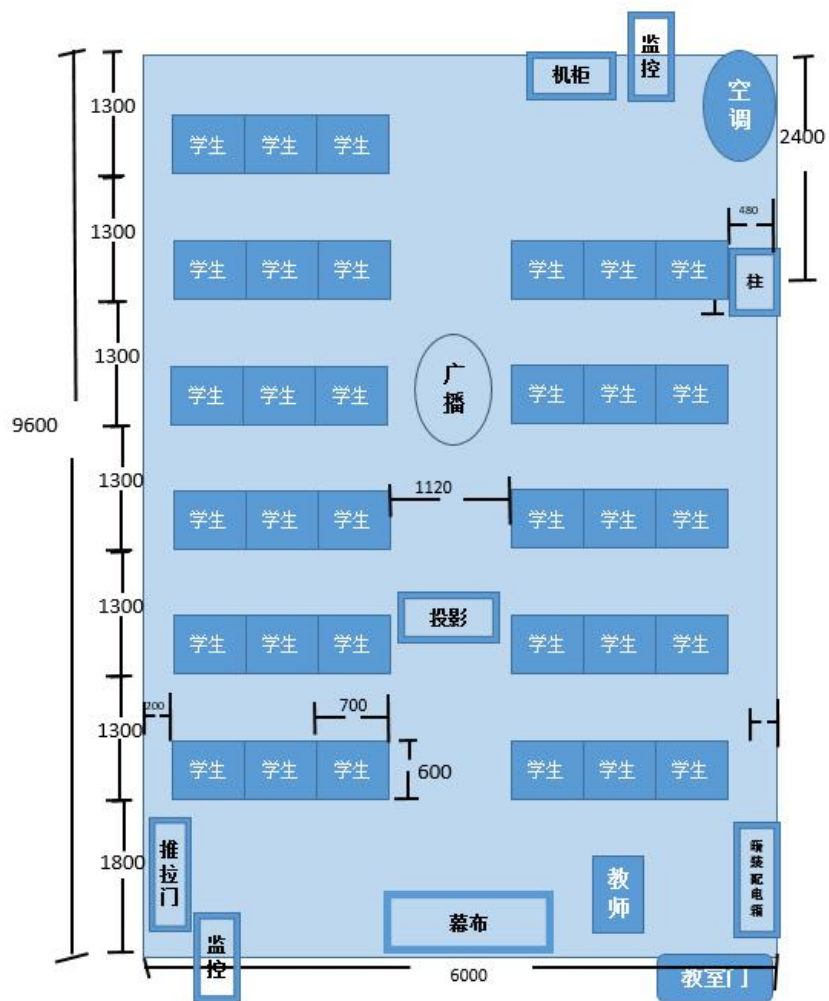 监控
机柜
空调
1300
2400
学生 学生 学生
1300
480
学生 学生 学生 学生 学生 学生
柱
1300
广播
学生 学生 学生 学生 学生 学生
9600
1300
1120
学生 学生 学生 学生 学生 学生
1300
投影
学生 学生 学生 学生 学生 学生
200
700
1300
学生 学生 学生 学生 学生 学生
600
推拉门
1800
教师
配电箱
幕布
监控
6000
教室门